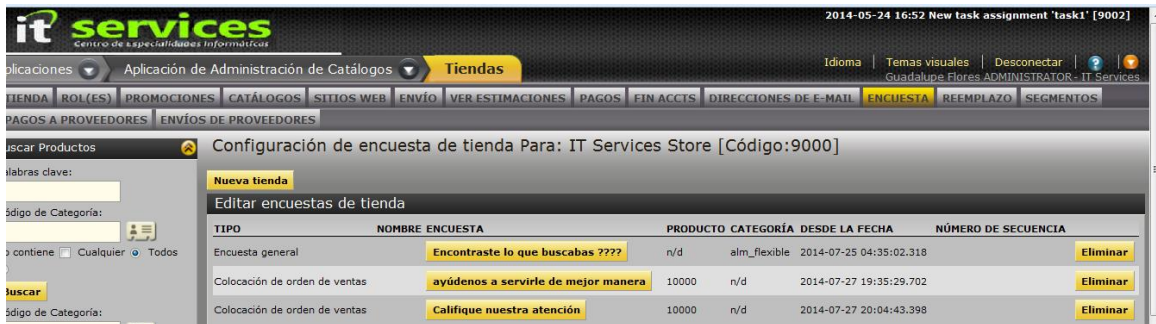 it services
Centro de Especialidades Informáticas
2014-05-24 16:52 New task assignment 'task1' [9002]
plicaciones Aplicación de Administración de Catálogos Tiendas
Idioma Temas visuales Desconectar ?
Guadalupe Flores ADMINISTRATOR - IT Services
TIENDA ROL(ES) PROMOCIONES CATÁLOGOS SITIOS WEB ENVÍO VER ESTIMACIONES PAGOS FIN ACCTS DIRECCIONES DE E-MAIL ENCUESTA REEMPLAZO SEGMENTOS
PAGOS A PROVEEDORES ENVÍOS DE PROVEEDORES
uscar Productos
alabras clave:
ódigo de Categoría:
o contiene Cualquier Todos
Buscar
ódigo de Categoría:
Configuración de encuesta de tienda Para: IT Services Store [Código:9000]
Nueva tienda
Editar encuestas de tienda
TIPO NOMBRE ENCUESTA PRODUCTO CATEGORÍA DESDE LA FECHA NÚMERO DE SECUENCIA
Encuesta general Encontraste lo que buscabas ???? n/d alm_flexible 2014-07-25 04:35:02.318 Eliminar
Colocación de orden de ventas ayúdenos a servirle de mejor manera 10000 n/d 2014-07-27 19:35:29.702 Eliminar
Colocación de orden de ventas Califique nuestra atención 10000 n/d 2014-07-27 20:04:43.398 Eliminar